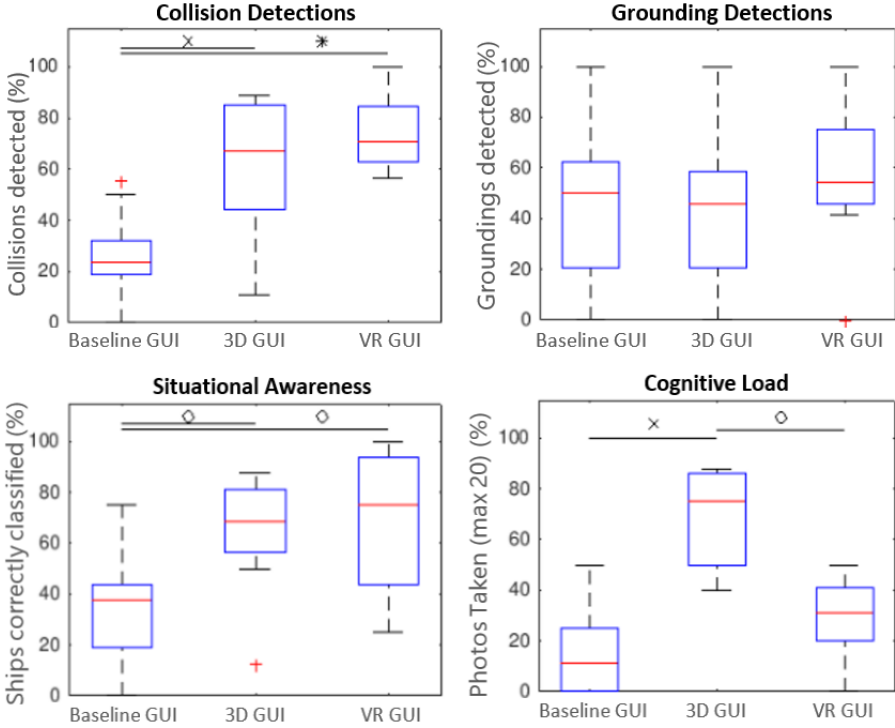 Collision Detections
Collisions detected (%)
100
80
60
40
20
0
Baseline GUI 3D GUI VR GUI
Grounding Detections
Groundings detected (%)
100
80
60
40
20
0
Baseline GUI 3D GUI VR GUI
Situational Awareness
Ships correctly classified (%)
100
80
60
40
20
0
Baseline GUI 3D GUI VR GUI
Cognitive Load
Photos Taken (max 20) (%)
100
80
60
40
20
0
Baseline GUI 3D GUI VR GUI